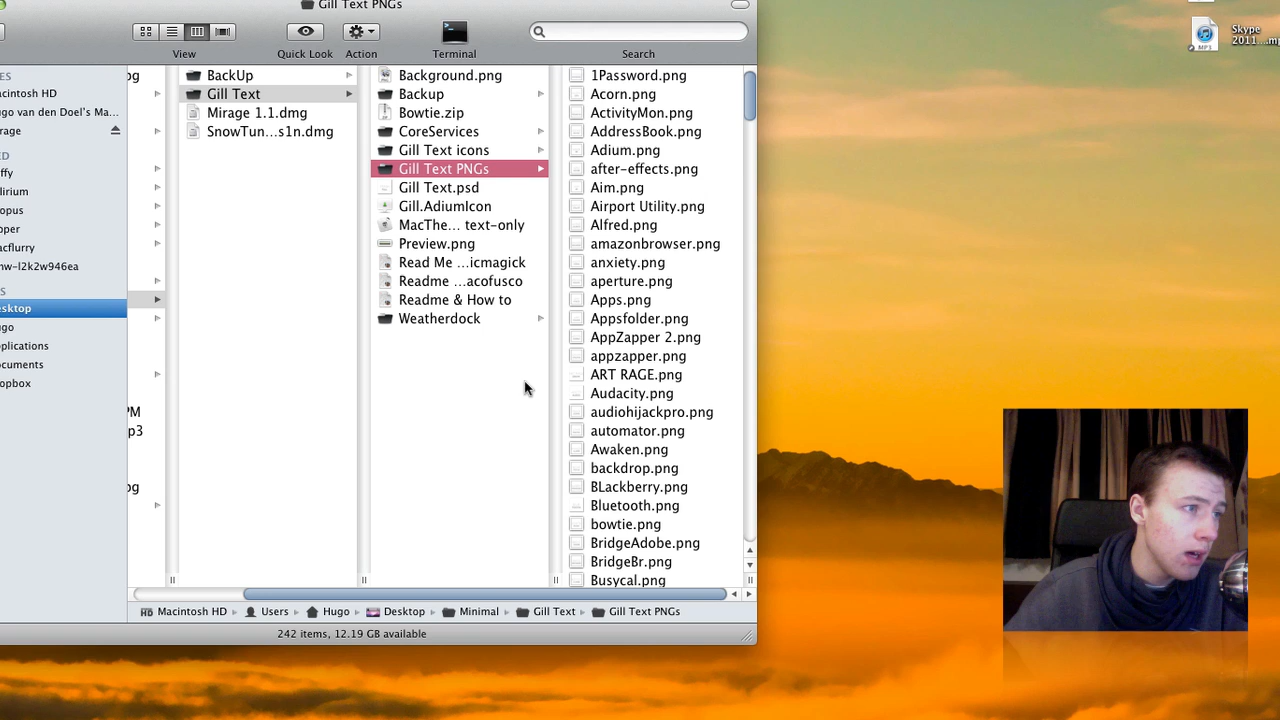 Gill Text PNGs
View
Quick Look
Action
Terminal
Search
Skype
2011....m
MP3
ES
acintosh HD
ugo van den Doel's Ma...
rage
ED
ffy
lirium
opus
pper
acflurry
nw-l2k2w946ea
S
esktop
go
plications
ocuments
opbox
og
PM
p3
og
BackUp
Gill Text
Mirage 1.1.dmg
SnowTun...s1n.dmg
Background.png
Backup
Bowtie.zip
CoreServices
Gill Text icons
Gill Text PNGs
Gill Text.psd
Gill.AdiumIcon
MacThe... text-only
Preview.png
Read Me ...icmagick
Readme ...acofusco
Readme & How to
Weatherdock
1Password.png
Acorn.png
ActivityMon.png
AddressBook.png
Adium.png
after-effects.png
Aim.png
Airport Utility.png
Alfred.png
amazonbrowser.png
anxiety.png
aperture.png
Apps.png
Appsfolder.png
AppZapper 2.png
appzapper.png
ART RAGE.png
Audacity.png
audiohijackpro.png
automator.png
Awaken.png
backdrop.png
BLackberry.png
Bluetooth.png
bowtie.png
BridgeAdobe.png
BridgeBr.png
Busycal.png
Macintosh HD
Users
Hugo
Desktop
Minimal
Gill Text
Gill Text PNGs
242 items, 12.19 GB available